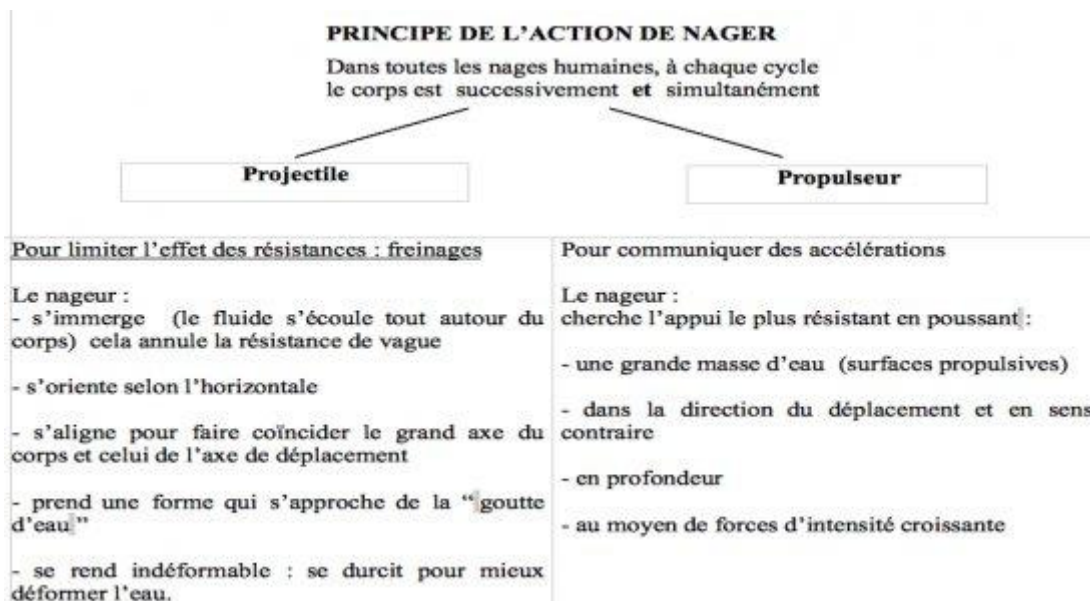 PRINCIPE DE L'ACTION DE NAGER
Dans toutes les nages humaines, à chaque cycle
le corps est successivement et simultanément
Projectile
Propulseur
Pour limiter l'effet des résistances : freinages
Le nageur :
- s'immerge (le fluide s'écoule tout autour du
corps) cela annule la résistance de vague
- s'oriente selon l'horizontale
- s'aligne pour faire coïncider le grand axe du
corps et celui de l'axe de déplacement
- prend une forme qui s'approche de la “ goutte
d'eau ”
- se rend indéformable : se durcit pour mieux
déformer l'eau.
Pour communiquer des accélérations
Le nageur :
cherche l'appui le plus résistant en poussant :
- une grande masse d'eau (surfaces propulsives)
- dans la direction du déplacement et en sens
contraire
- en profondeur
- au moyen de forces d'intensité croissante